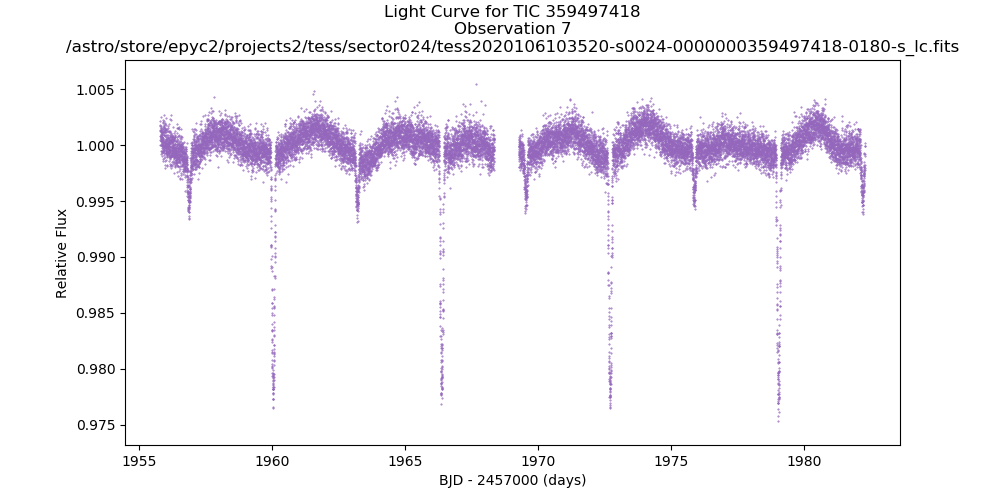 Light Curve for TIC 359497418
Observation 7
/astro/store/epyc2/projects2/tess/sector024/tess2020106103520-s0024-0000000359497418-0180-s_lc.fits
1.005
1.000
0.995
0.990
0.985
0.980
0.975
Relative Flux
1955
1960
1965
1970
1975
1980
BJD - 2457000 (days)